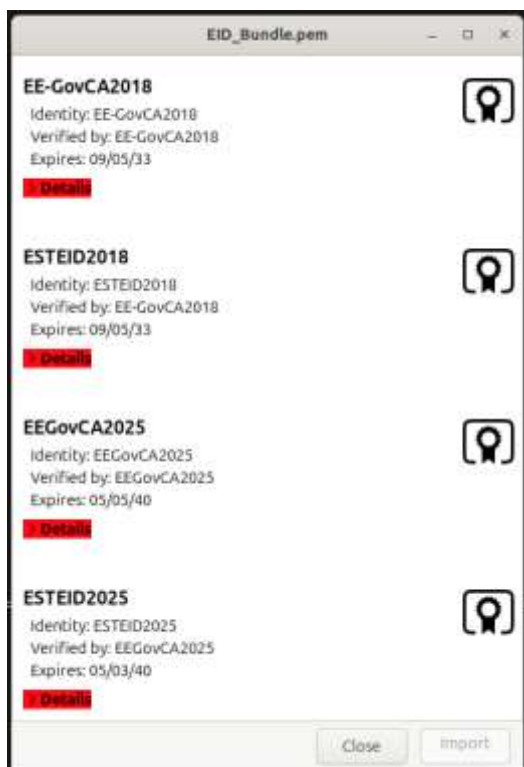 EID_Bundle.pem
EE-GovCA2018
Identity: EE-GovCA2018
Verified by: EE-GovCA2018
Expires: 09/05/33
› Details
ESTEID2018
Identity: ESTEID2018
Verified by: EE-GovCA2018
Expires: 09/05/33
› Details
EEGovCA2025
Identity: EEGovCA2025
Verified by: EEGovCA2025
Expires: 05/05/40
› Details
ESTEID2025
Identity: ESTEID2025
Verified by: EEGovCA2025
Expires: 05/03/40
› Details
Close Import